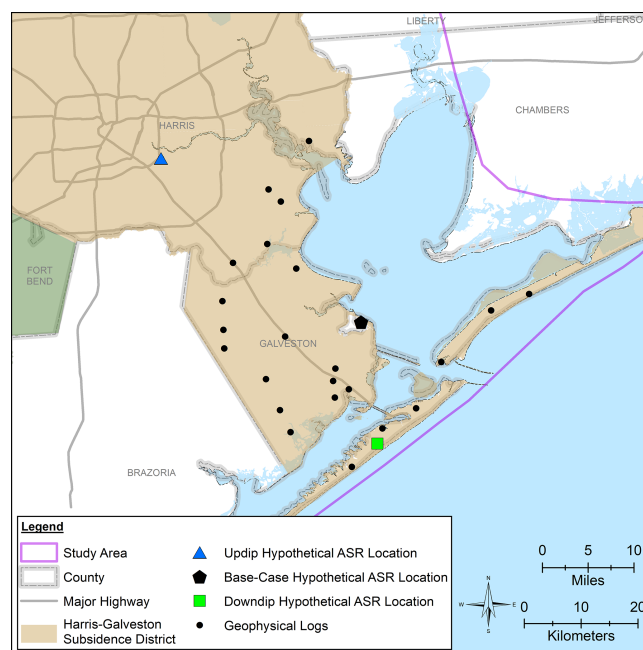 LIBERTY
JEFFERSO
CHAMBERS
HARRIS
FORT
BEND
GALVESTON
BRAZORIA
Legend
Study Area
County
Major Highway
Harris-Galveston
Subsidence District
Updip Hypothetical ASR Location
Base-Case Hypothetical ASR Location
Downdip Hypothetical ASR Location
Geophysical Logs
N
W E
S
0 5 10
Miles
0 10 20
Kilometers